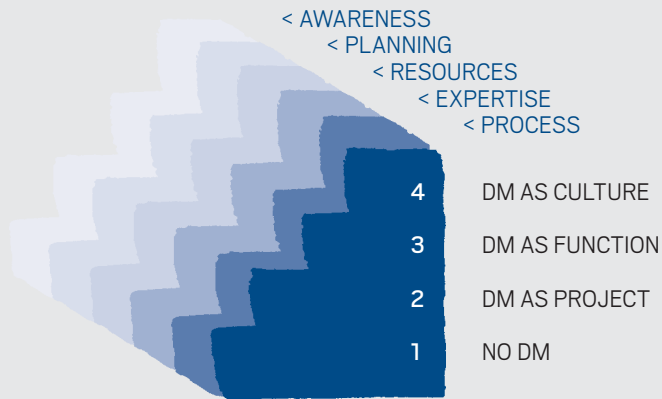 < AWARENESS
< PLANNING
< RESOURCES
< EXPERTISE
< PROCESS
4 DM AS CULTURE
3 DM AS FUNCTION
2 DM AS PROJECT
1 NO DM